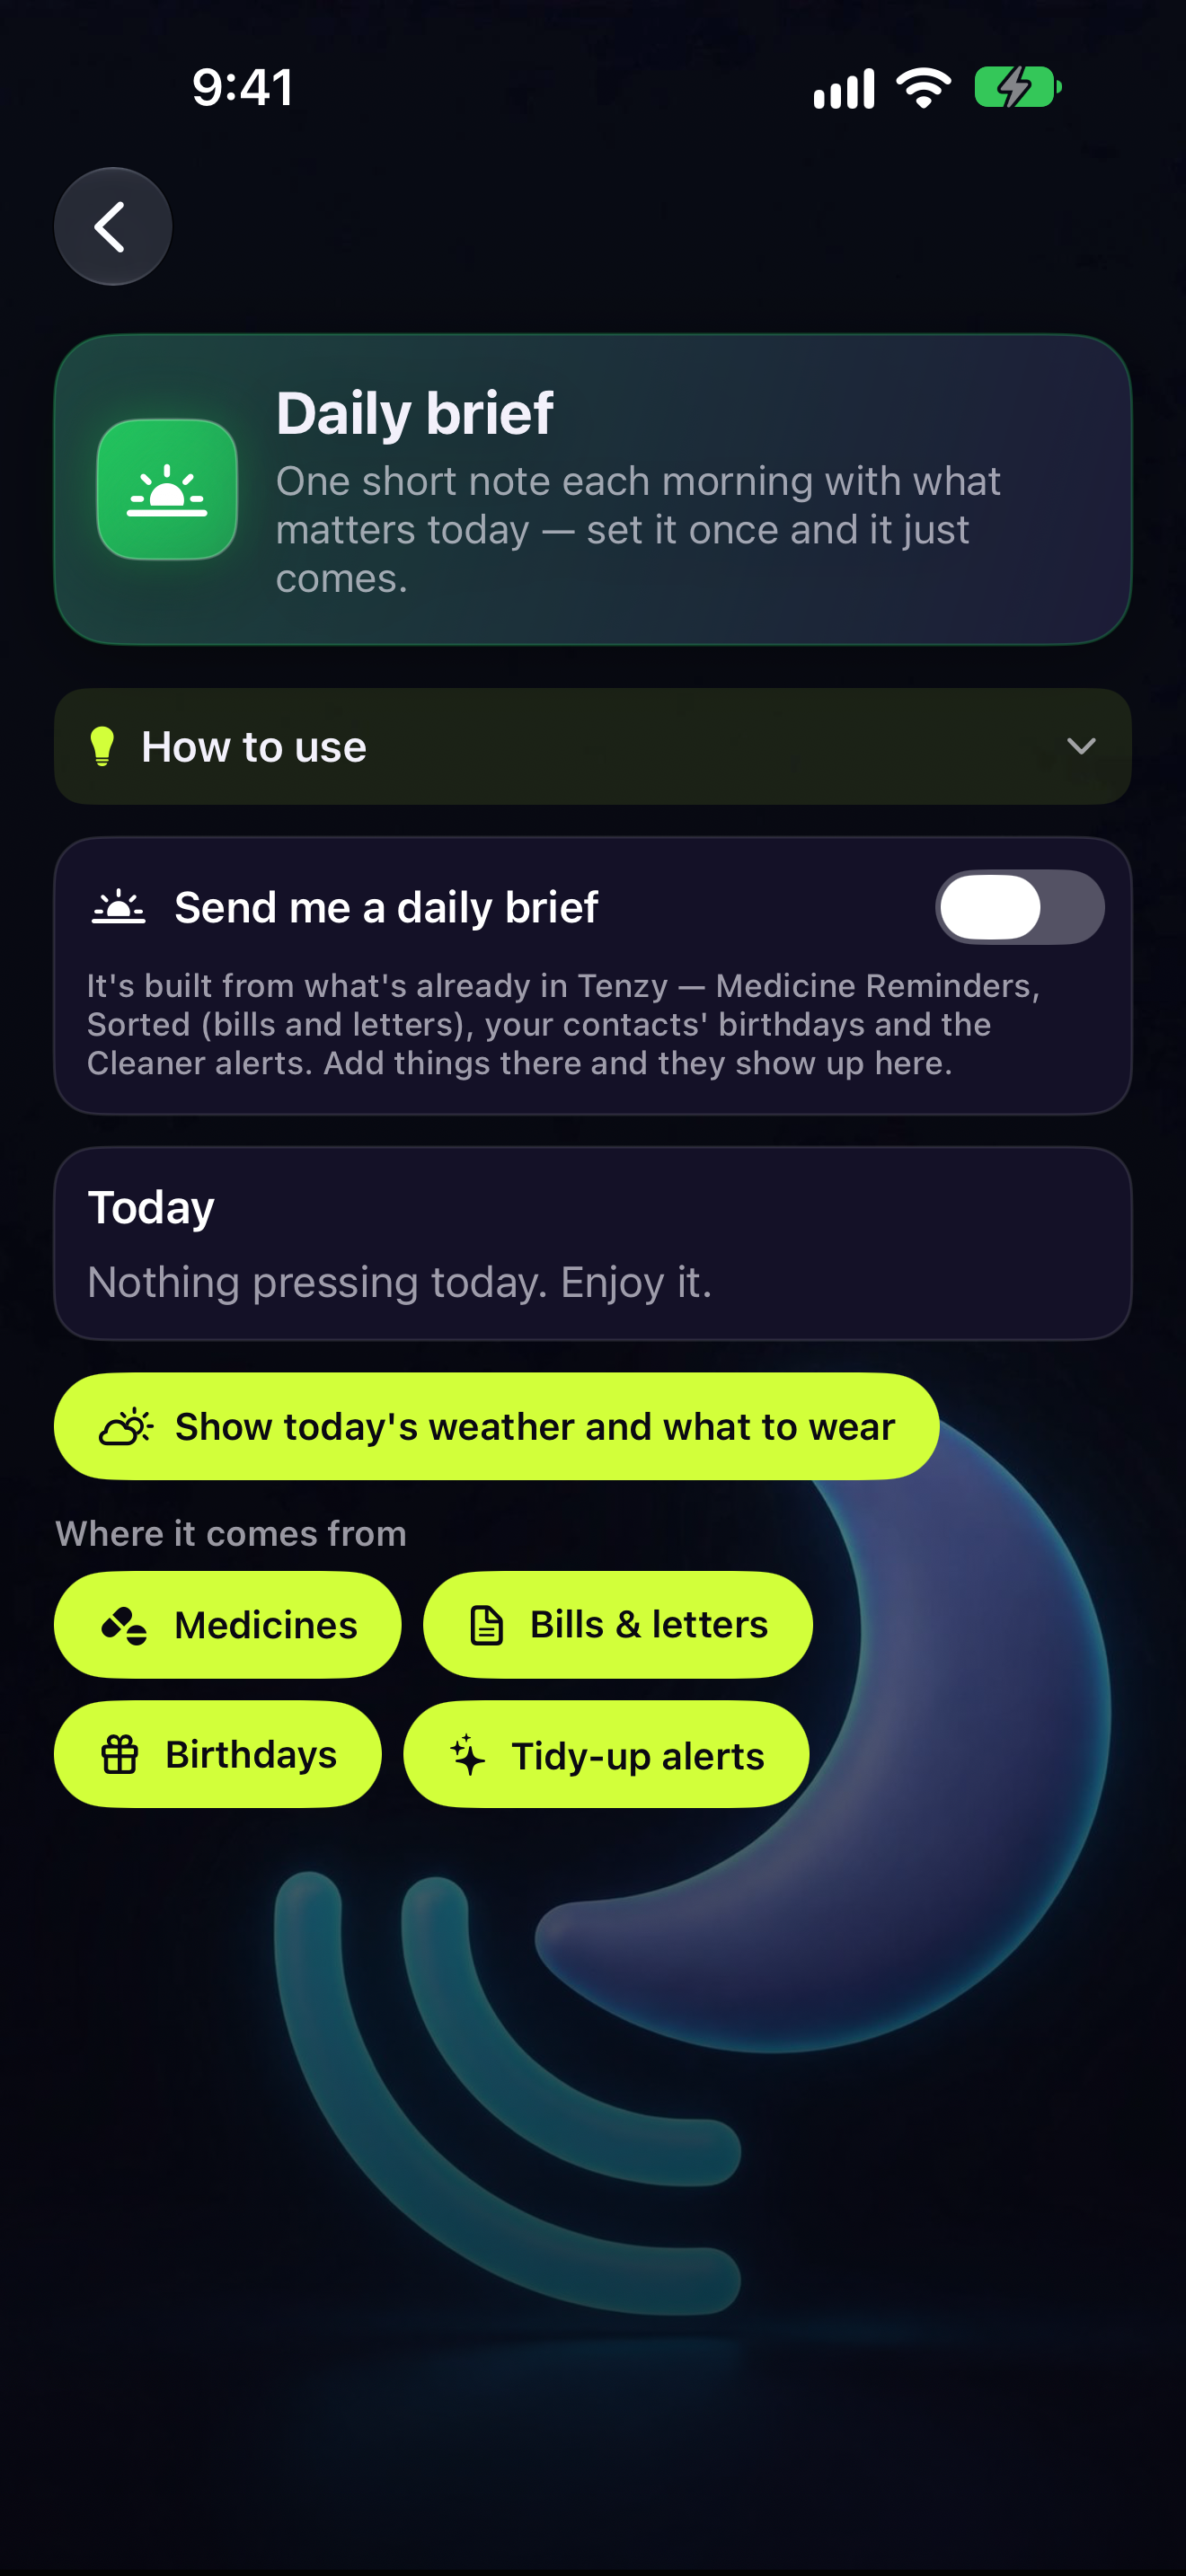 9:41
Daily brief
One short note each morning with what
matters today — set it once and it just
comes.
How to use
Send me a daily brief
It's built from what's already in Tenzy — Medicine Reminders,
Sorted (bills and letters), your contacts' birthdays and the
Cleaner alerts. Add things there and they show up here.
Today
Nothing pressing today. Enjoy it.
Show today's weather and what to wear
Where it comes from
Medicines
Bills & letters
Birthdays
Tidy-up alerts